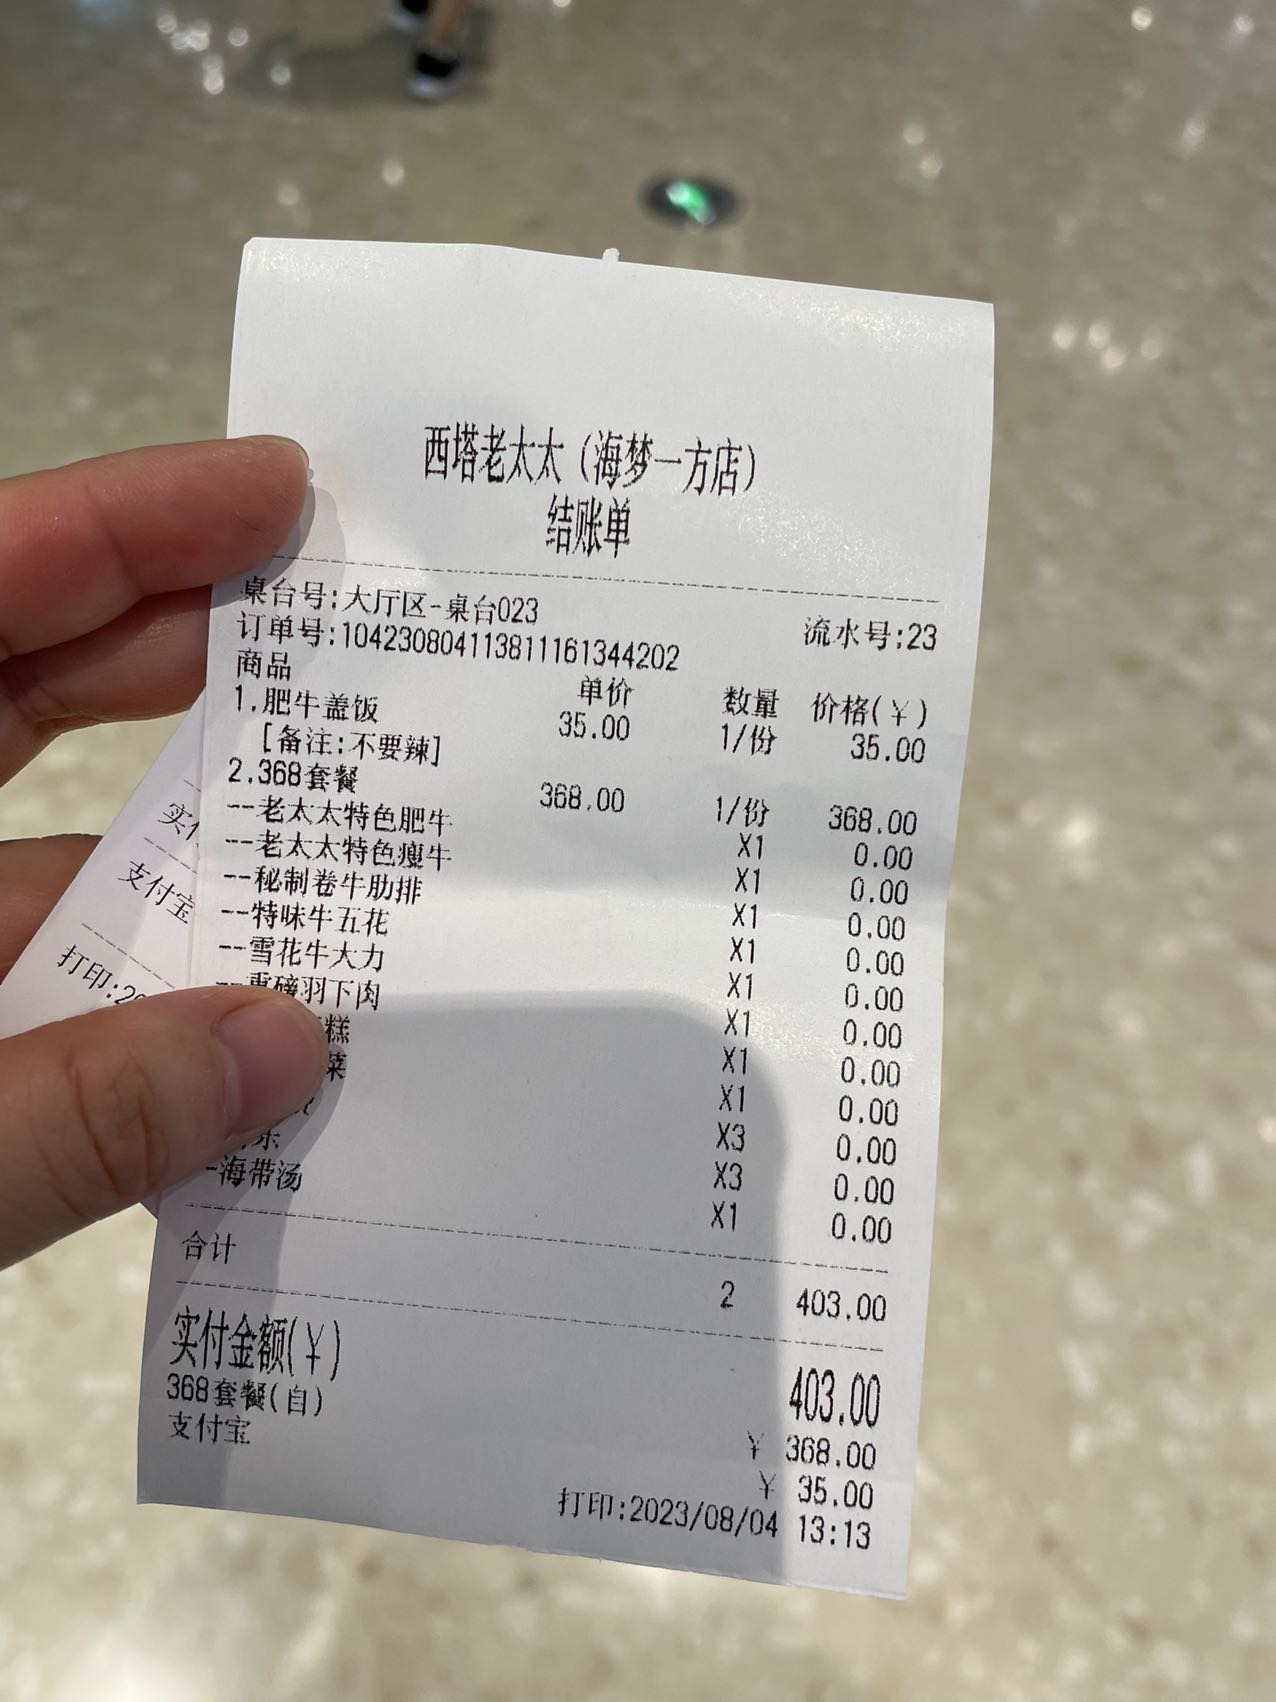 西塔老太太(海梦一方店)
结账单
桌台号:大厅区-桌台023 流水号:23
订单号:104230804113811161344202
商品 单价 数量 价格(¥)
1.肥牛盖饭 35.00 1/份 35.00
[备注:不要辣]
2.368套餐 368.00 1/份 368.00
--老太太特色肥牛 X1 0.00
--老太太特色瘦牛 X1 0.00
--秘制卷牛肋排 X1 0.00
--特味牛五花 X1 0.00
--雪花牛大力 X1 0.00
--重磅羽下肉 X1 0.00
糕 X1 0.00
菜 X1 0.00
X3 0.00
X3 0.00
-海带汤 X1 0.00
合计 2 403.00
实付金额(¥) 403.00
368套餐(自) ¥ 368.00
支付宝 ¥ 35.00
打印:2023/08/04 13:13
实付
支付宝
打印:20